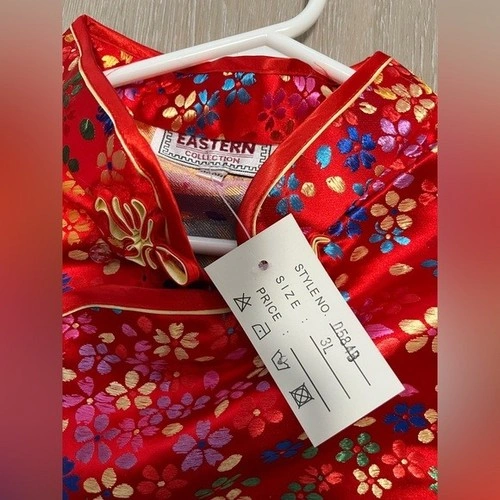 EASTERN
COLLECTION
STYLE NO. D5849
SIZE : 3L
PRICE :